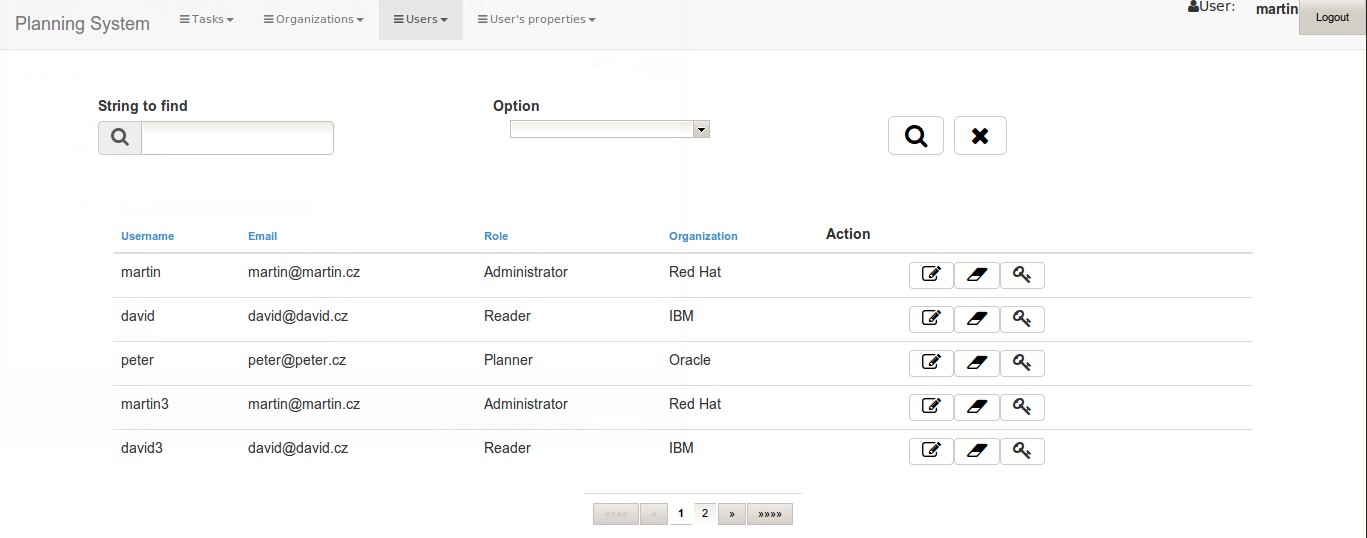 Planning System Tasks Organizations Users User's properties User: martin Logout
String to find Option
Username Email Role Organization Action
martin martin@martin.cz Administrator Red Hat
david david@david.cz Reader IBM
peter peter@peter.cz Planner Oracle
martin3 martin@martin.cz Administrator Red Hat
david3 david@david.cz Reader IBM
«««« « 1 2 » »»»»